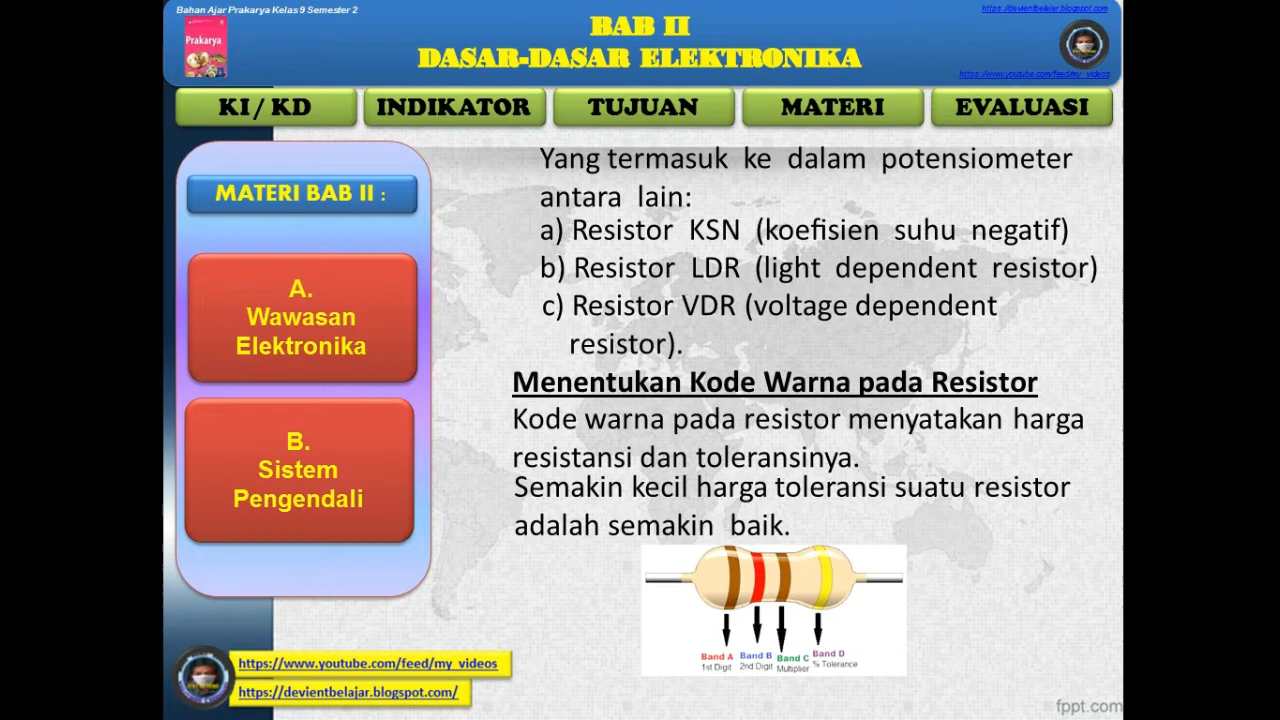 Bahan Ajar Prakarya Kelas 9 Semester 2
https://devientbelajar.blogspot.com
Prakarya
BAB II
DASAR-DASAR ELEKTRONIKA
https://www.youtube.com/feed/my_videos
KI / KD
INDIKATOR
TUJUAN
MATERI
EVALUASI
MATERI BAB II :
A.
Wawasan
Elektronika
B.
Sistem
Pengendali
Yang termasuk ke dalam potensiometer
antara lain:
a) Resistor KSN (koefisien suhu negatif)
b) Resistor LDR (light dependent resistor)
c) Resistor VDR (voltage dependent
resistor).
Menentukan Kode Warna pada Resistor
Kode warna pada resistor menyatakan harga
resistansi dan toleransinya.
Semakin kecil harga toleransi suatu resistor
adalah semakin baik.
Band A
1st Digit
Band B
2nd Digit
Band C
Multiplier
Band D
% Tolerance
https://www.youtube.com/feed/my_videos
https://devientbelajar.blogspot.com/
fppt.com